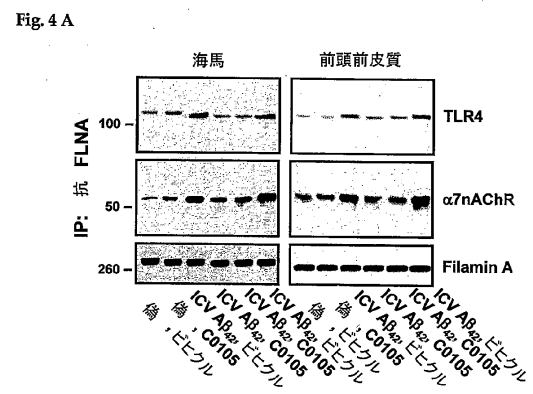 Fig. 4 A
海馬
前頭前皮質
IP: 抗 FLNA
100
TLR4
50
α7nAChR
260
Filamin A
偽, ビヒクル
偽, C0105
ICV Aβ42, ビヒクル
ICV Aβ42, C0105
ICV Aβ42, C0105
ICV Aβ42, ビヒクル
偽, ビヒクル
偽, C0105
ICV Aβ42, ビヒクル
ICV Aβ42, C0105
ICV Aβ42, C0105
ICV Aβ42, ビヒクル